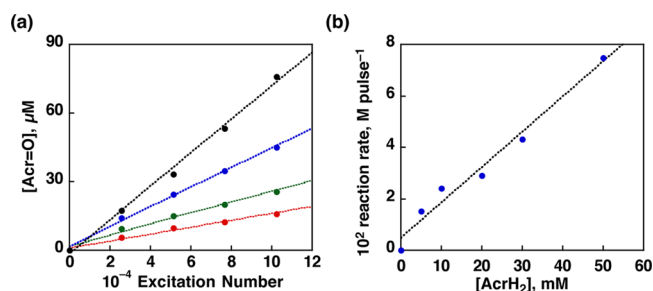 (a)
90
60
30
0
[Acr=O], μM
0 2 4 6 8 10 12
10⁻⁴ Excitation Number
(b)
8
6
4
2
0
10² reaction rate, M pulse⁻¹
0 10 20 30 40 50 60
[AcrH₂], mM